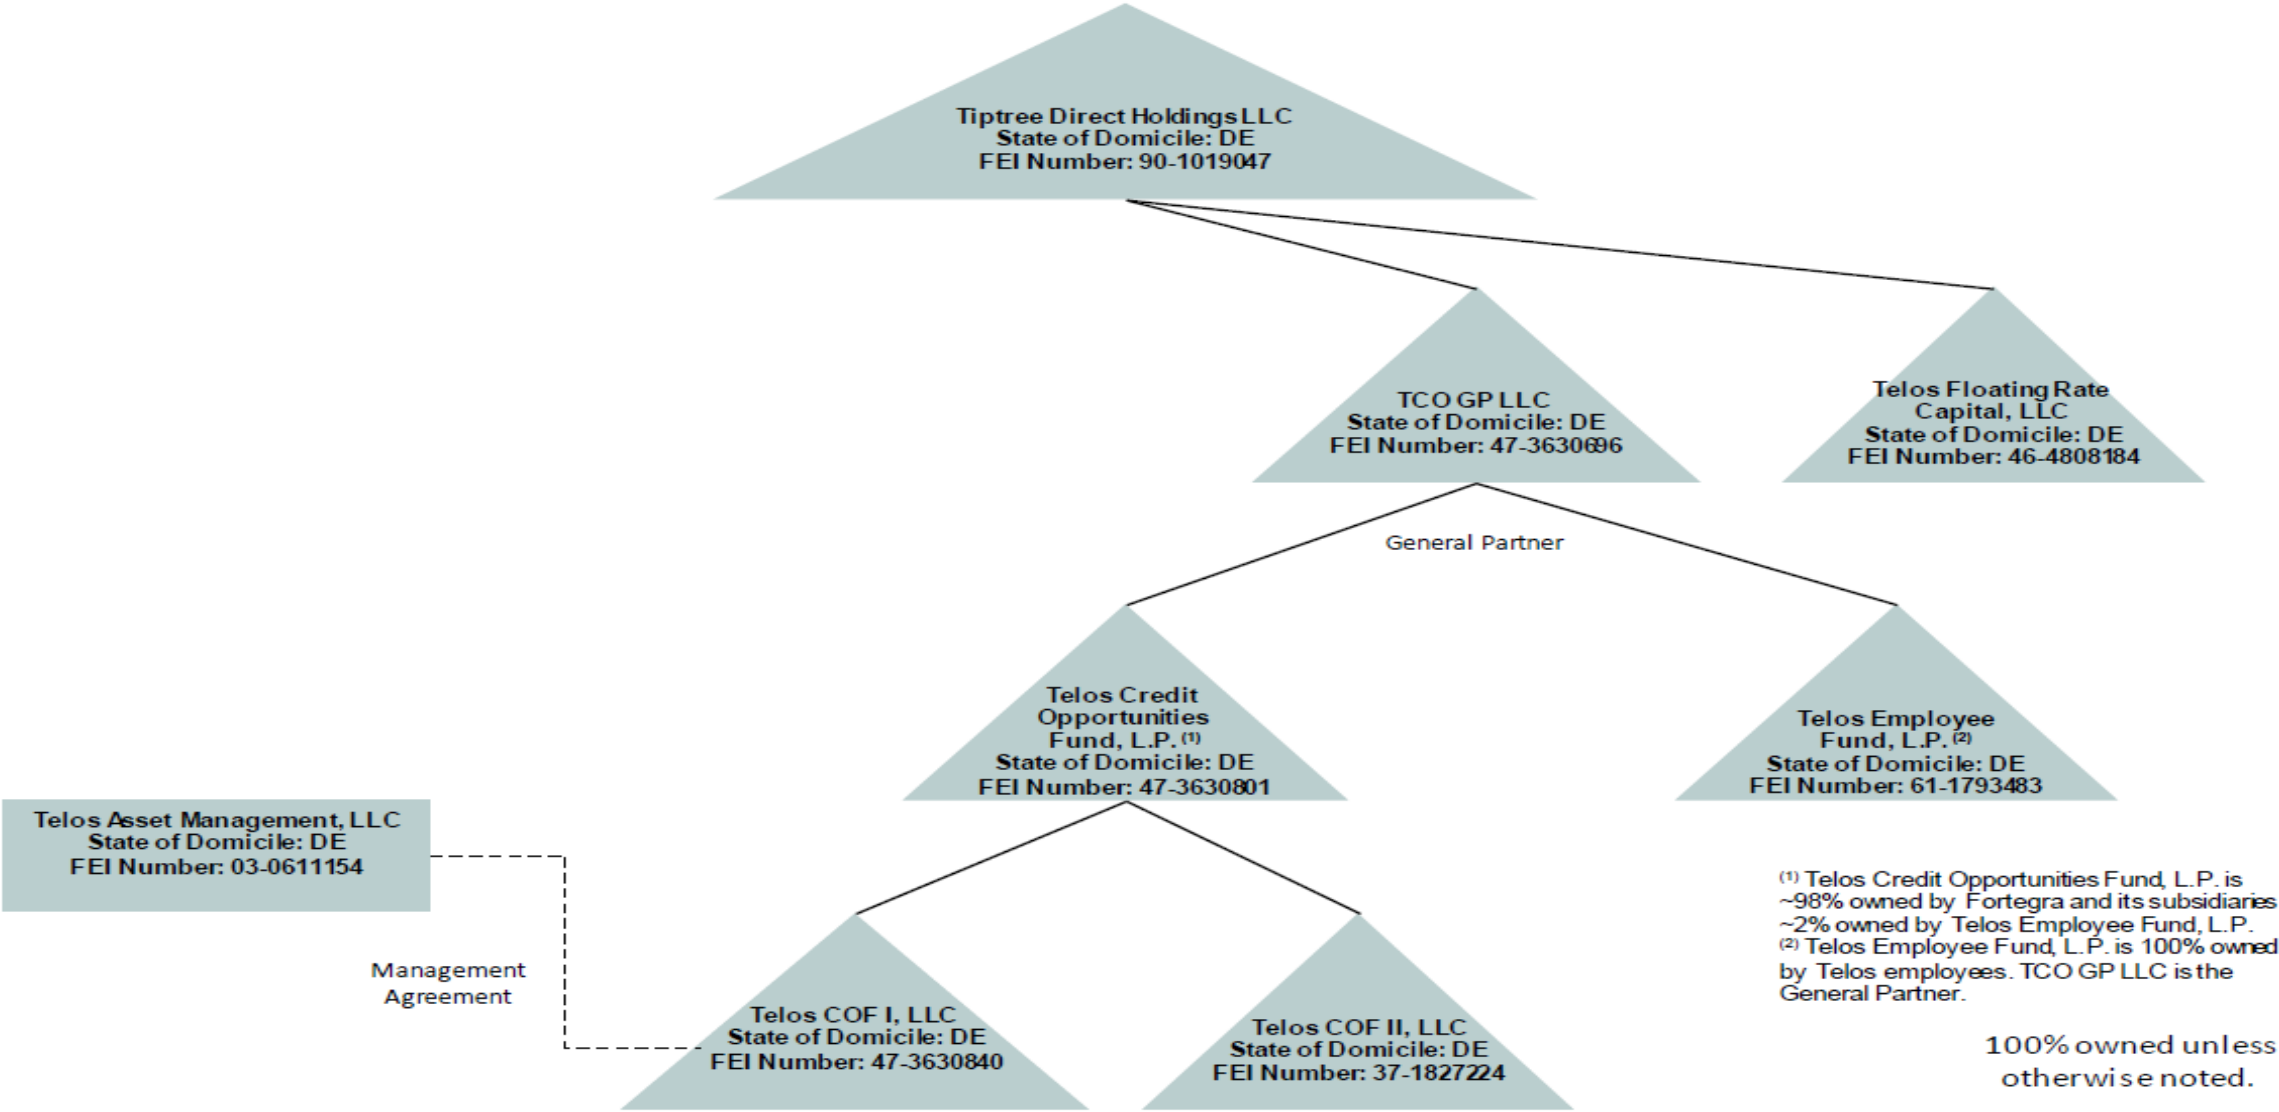 Tiptree Direct Holdings LLC
State of Domicile: DE
FEI Number: 90-1019047
TCO GP LLC
State of Domicile: DE
FEI Number: 47-3630696
Telos Floating Rate
Capital, LLC
State of Domicile: DE
FEI Number: 46-4808184
General Partner
Telos Credit
Opportunities
Fund, L.P. (1)
State of Domicile: DE
FEI Number: 47-3630801
Telos Employee
Fund, L.P. (2)
State of Domicile: DE
FEI Number: 61-1793483
Telos Asset Management, LLC
State of Domicile: DE
FEI Number: 03-0611154
Management
Agreement
Telos COF I, LLC
State of Domicile: DE
FEI Number: 47-3630840
Telos COF II, LLC
State of Domicile: DE
FEI Number: 37-1827224
(1) Telos Credit Opportunities Fund, L.P. is
~98% owned by Fortegra and its subsidiaries
~2% owned by Telos Employee Fund, L.P.
(2) Telos Employee Fund, L.P. is 100% owned
by Telos employees. TCO GP LLC is the
General Partner.
100% owned unless
otherwise noted.